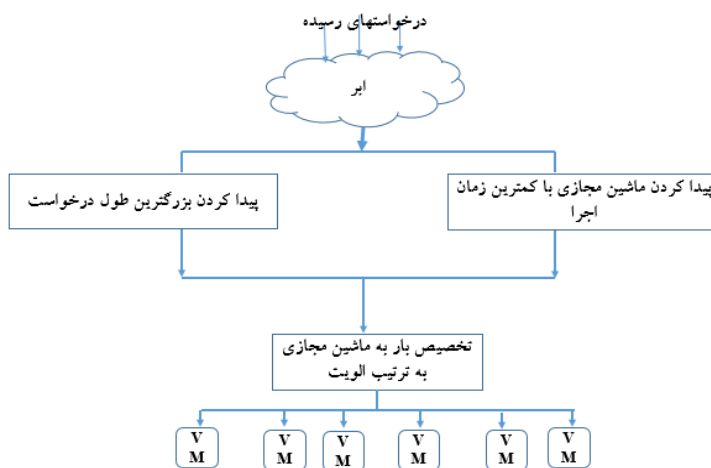 درخواستهای رسیده
ابر
پیدا کردن ماشین مجازی با کمترین زمان
اجرا
پیدا کردن بزرگترین طول درخواست
تخصیص بار به ماشین مجازی
به ترتیب الویت
V
M
V
M
V
M
V
M
V
M
V
M